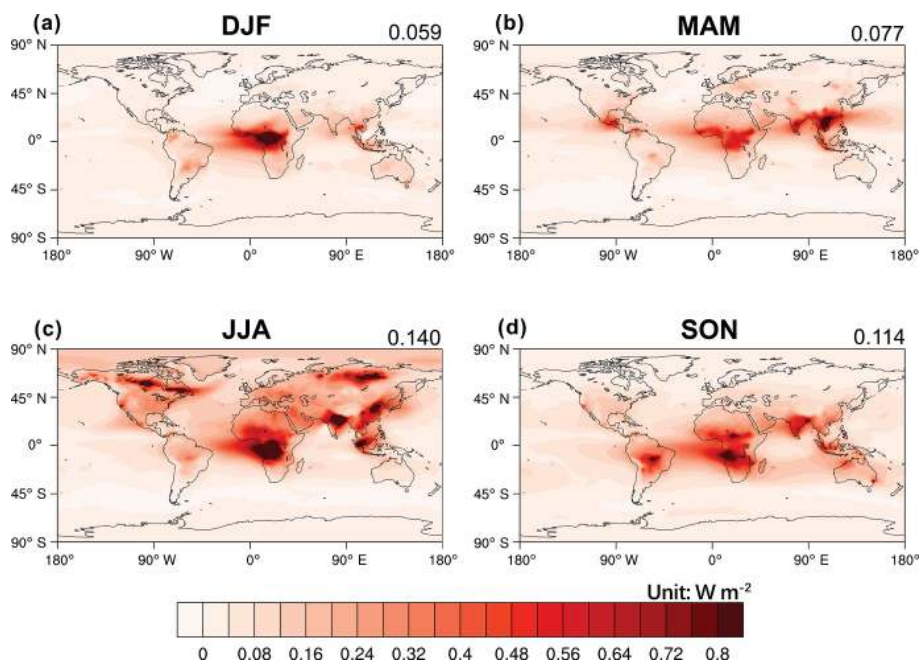 (a) DJF 0.059
90° N
45° N
0°
45° S
90° S
180° 90° W 0° 90° E 180°
(b) MAM 0.077
90° N
45° N
0°
45° S
90° S
180° 90° W 0° 90° E 180°
(c) JJA 0.140
90° N
45° N
0°
45° S
90° S
180° 90° W 0° 90° E 180°
(d) SON 0.114
90° N
45° N
0°
45° S
90° S
180° 90° W 0° 90° E 180°
Unit: W m⁻²
0 0.08 0.16 0.24 0.32 0.4 0.48 0.56 0.64 0.72 0.8